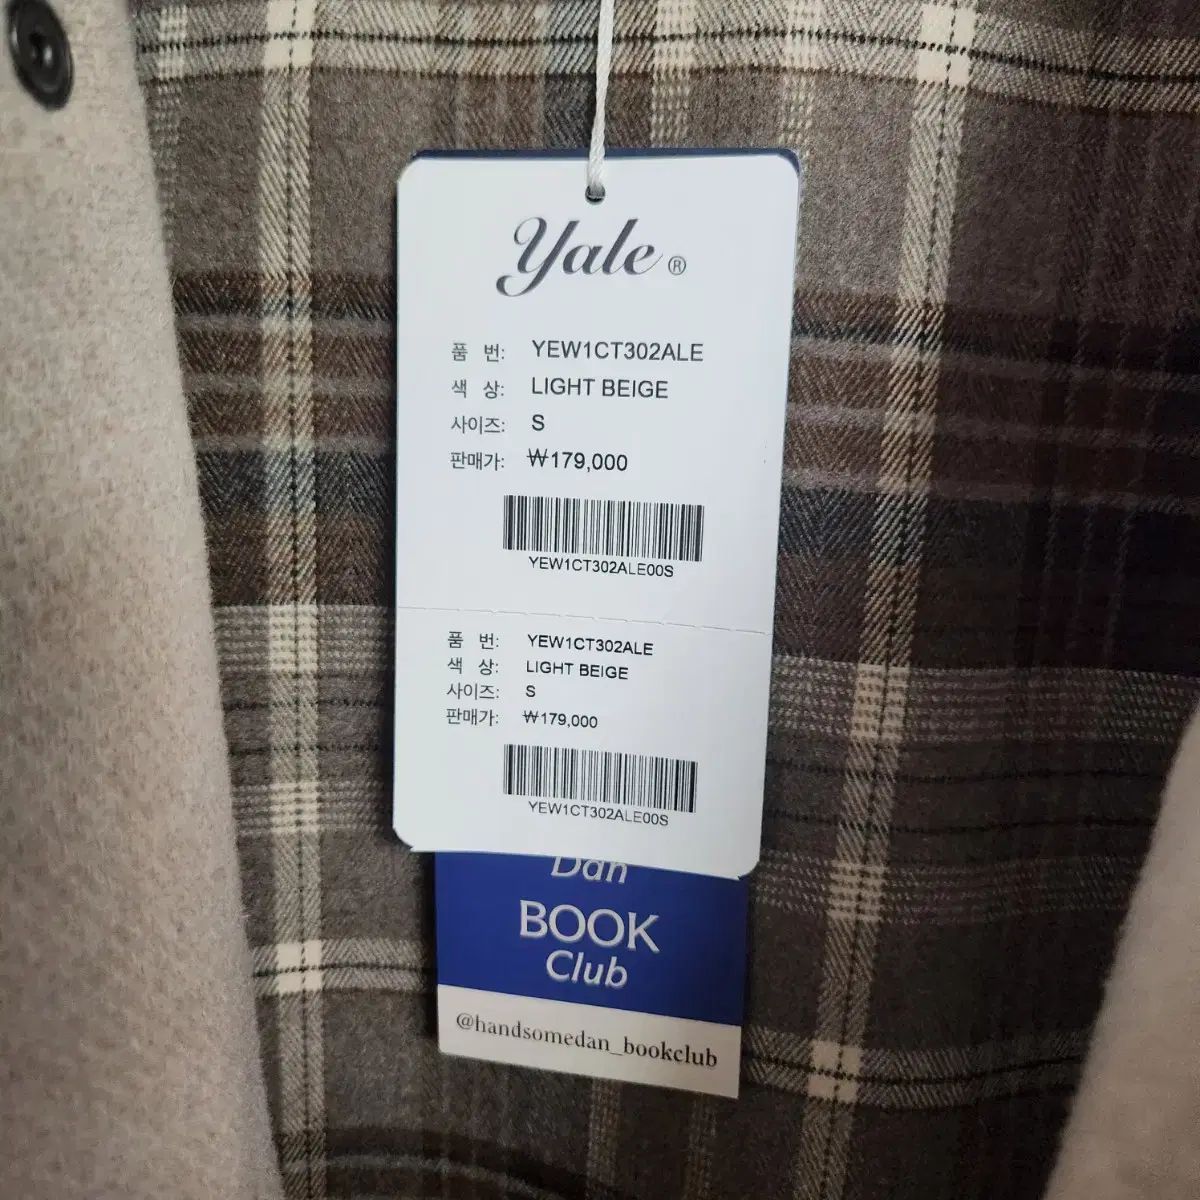 Yale ®
품 번: YEW1CT302ALE
색 상: LIGHT BEIGE
사이즈: S
판매가: ₩179,000
YEW1CT302ALE00S
품 번: YEW1CT302ALE
색 상: LIGHT BEIGE
사이즈: S
판매가: ₩179,000
YEW1CT302ALE00S
Dan
BOOK
Club
@handsomedan_bookclub